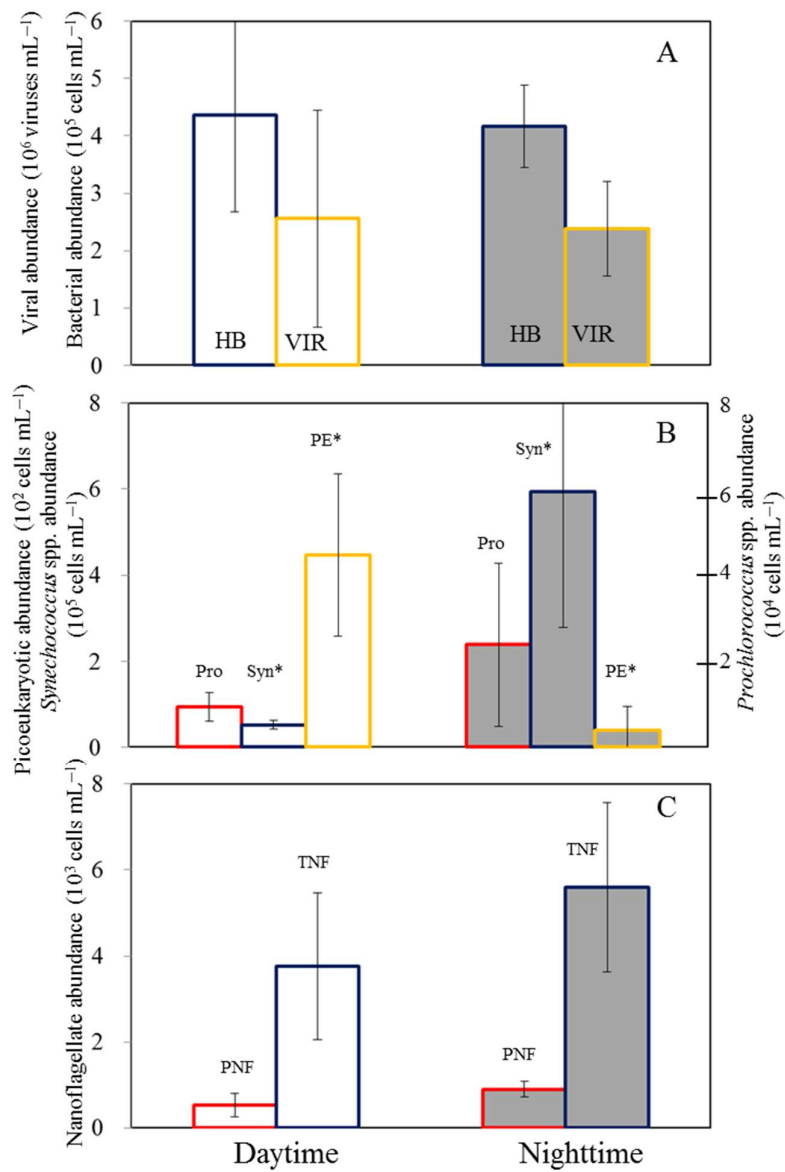 Viral abundance (10⁶ viruses mL⁻¹)
Bacterial abundance (10⁵ cells mL⁻¹)
6
5
4
3
2
1
0
A
HB
VIR
HB
VIR
Picoeukaryotic abundance (10² cells mL⁻¹)
Synechococcus spp. abundance
(10⁵ cells mL⁻¹)
8
6
4
2
0
B
Pro
Syn*
PE*
Pro
Syn*
PE*
8
6
4
2
0
Prochlorococcus spp. abundance
(10⁴ cells mL⁻¹)
Nanoflagellate abundance (10³ cells mL⁻¹)
8
6
4
2
0
C
PNF
TNF
PNF
TNF
Daytime
Nighttime